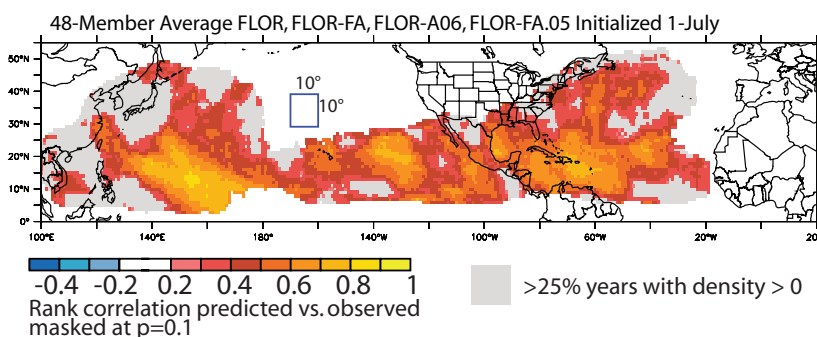 48-Member Average FLOR, FLOR-FA, FLOR-A06, FLOR-FA.05 Initialized 1-July
50°N
40°N
30°N
20°N
10°N
0°
10°
10°
100°E 140°E 180° 140°W 100°W 60°W 20°W 20
-0.4 -0.2 0.2 0.4 0.6 0.8 1
Rank correlation predicted vs. observed
masked at p=0.1
>25% years with density > 0